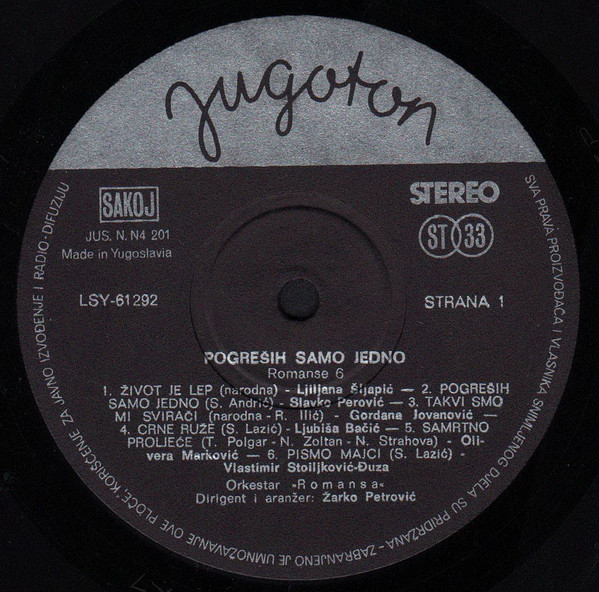 jugoton
SAKOJ
JUS. N. N4 201
Made in Yugoslavia
STEREO
ST 33
LSY-61292
STRANA 1
POGREŠIH SAMO JEDNO
Romanse 6
1. ŽIVOT JE LEP (narodna) - Ljiljana Šljapić — 2. POGREŠIH
SAMO JEDNO (S. Andrić) - Slavko Perović — 3. TAKVI SMO
MI SVIRAČI (narodna - R. Ilić) - Gordana Jovanović —
— 4. CRNE RUŽE (S. Lazić) - Ljubiša Bačić — 5. SAMRTNO
PROLJEĆE (T. Polgar - N. Zoltan - N. Strahova) - Oli-
vera Marković — 6. PISMO MAJCI (S. Lazić) -
- Vlastimir Stoiljković-Đuza
Orkestar »Romansa«
Dirigent i aranžer: Žarko Petrović
SVA PRAVA PROIZVOĐAČA I VLASNIKA SNIMLJENOG DJELA SU PRIDRŽANA - ZABRANJENO JE UMNOŽAVANJE OVE PLOČE, KORIŠĆENJE ZA JAVNO IZVOĐENJE I RADIO-DIFUZIJU